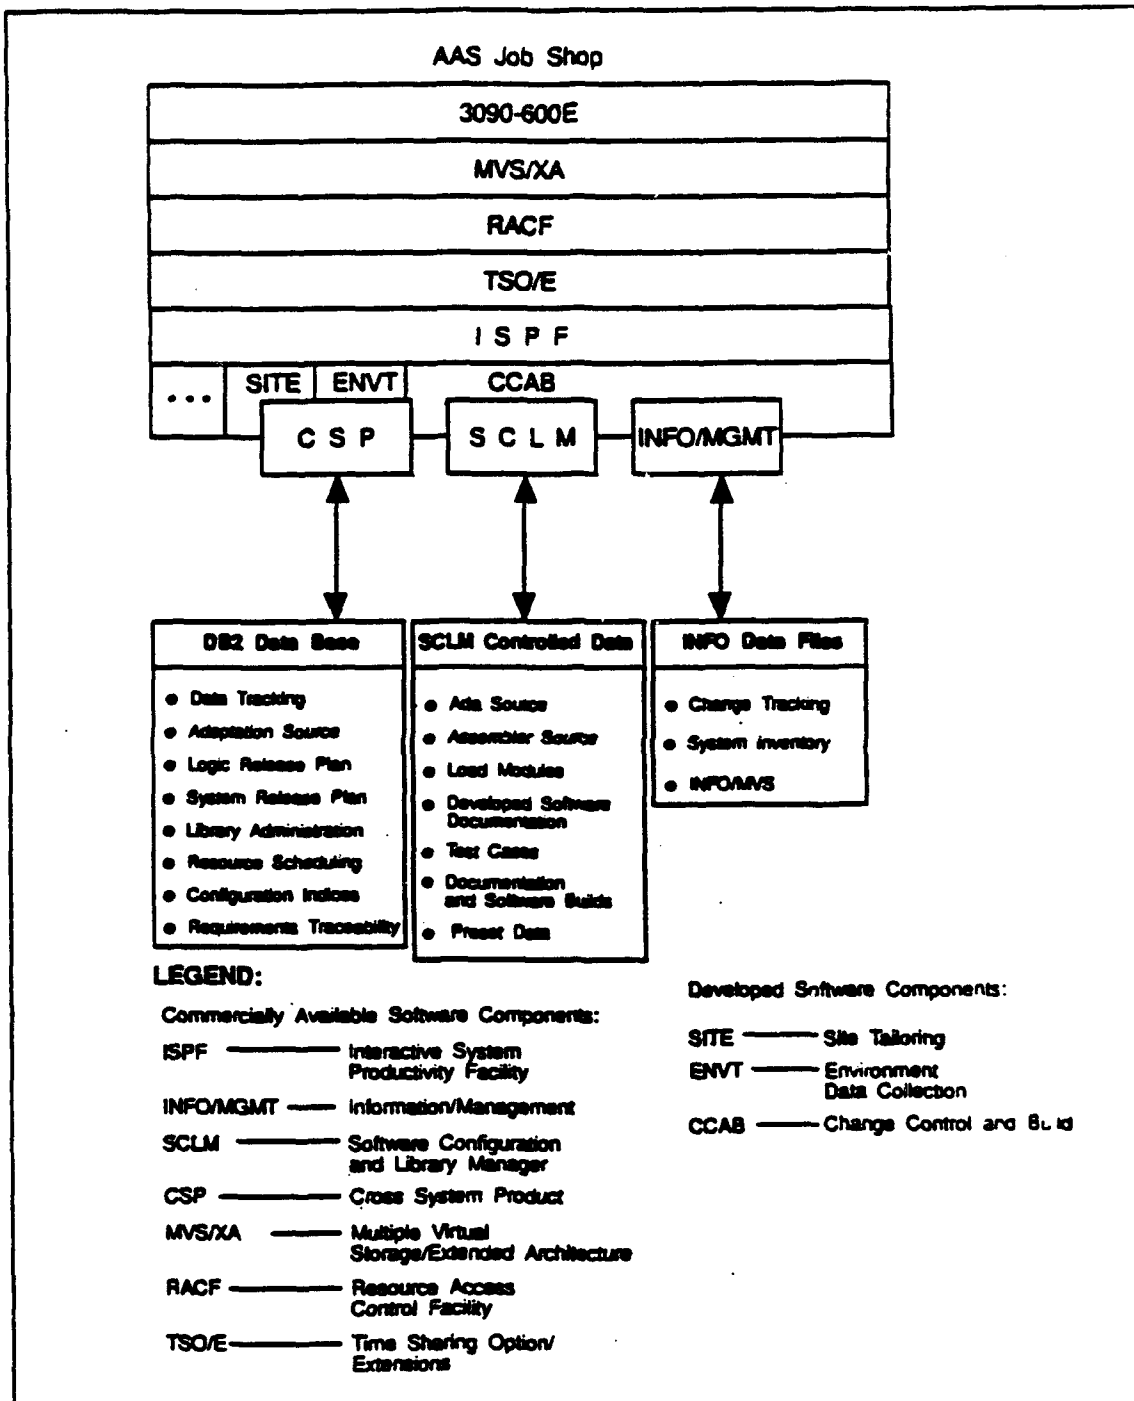 AAS Job Shop
3090-600E
MVS/XA
RACF
TSO/E
I S P F
...
SITE
ENVT
CCAB
C S P
S C L M
INFO/MGMT
DB2 Data Base
• Data Tracking
• Adaptation Source
• Logic Release Plan
• System Release Plan
• Library Administration
• Resource Scheduling
• Configuration Indices
• Requirements Traceability
SCLM Controlled Data
• Ada Source
• Assembler Source
• Load Modules
• Developed Software
Documentation
• Test Cases
• Documentation
and Software Builds
• Preset Data
INFO Data Files
• Change Tracking
• System Inventory
• INFO/MVS
LEGEND:
Commercially Available Software Components:
ISPF Interactive System
Productivity Facility
INFO/MGMT Information/Management
SCLM Software Configuration
and Library Manager
CSP Cross System Product
MVS/XA Multiple Virtual
Storage/Extended Architecture
RACF Resource Access
Control Facility
TSO/E Time Sharing Option/
Extensions
Developed Software Components:
SITE Site Tailoring
ENVT Environment
Data Collection
CCAB Change Control and Build